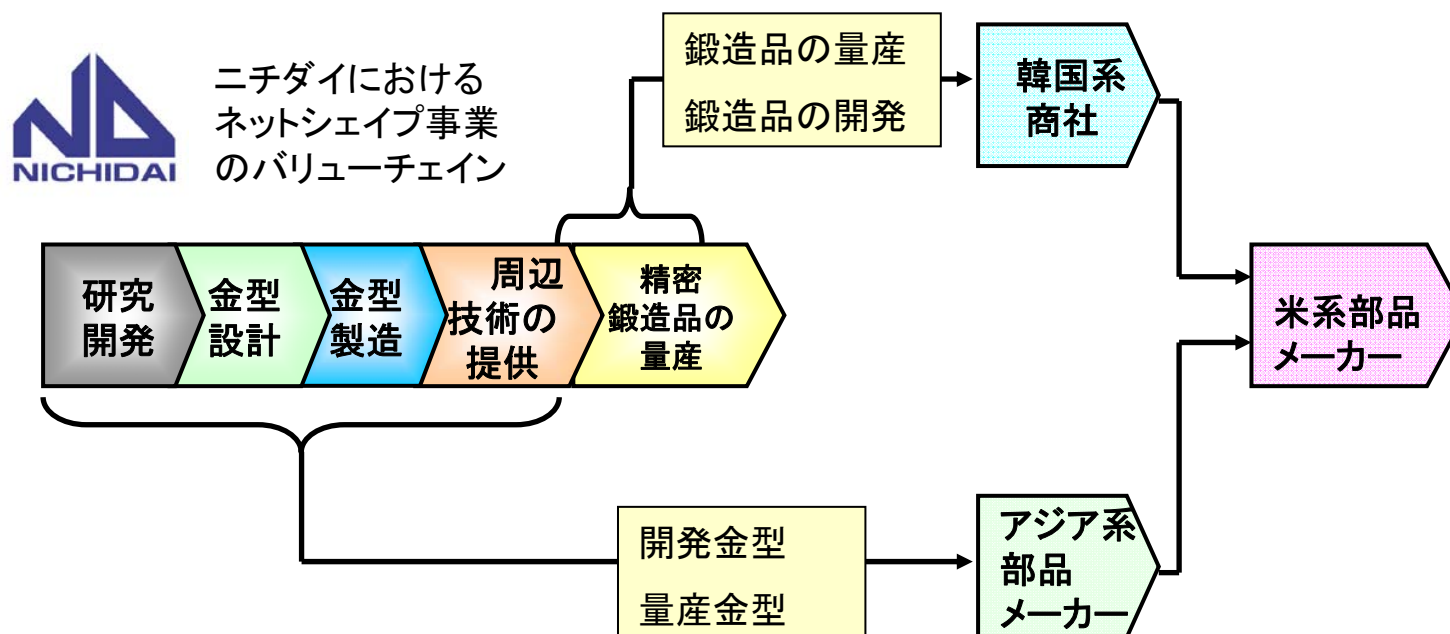 NICHIDAI
ニチダイにおける
ネットシェイプ事業
のバリューチェイン
鍛造品の量産
鍛造品の開発
韓国系
商社
研究
開発
金型
設計
金型
製造
周辺
技術の
提供
精密
鍛造品の
量産
米系部品
メーカー
開発金型
量産金型
アジア系
部品
メーカー